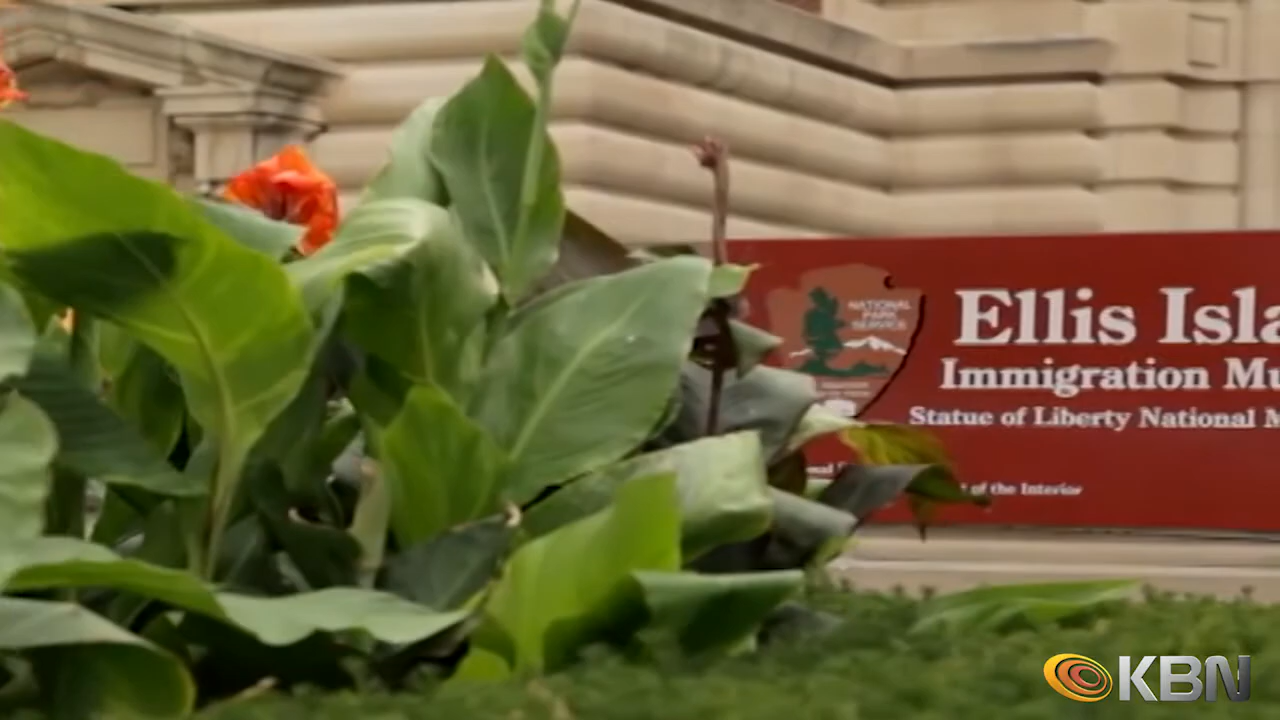 NATIONAL
PARK
SERVICE
Ellis Isla
Immigration Mu
Statue of Liberty National M
of the Interior
KBN